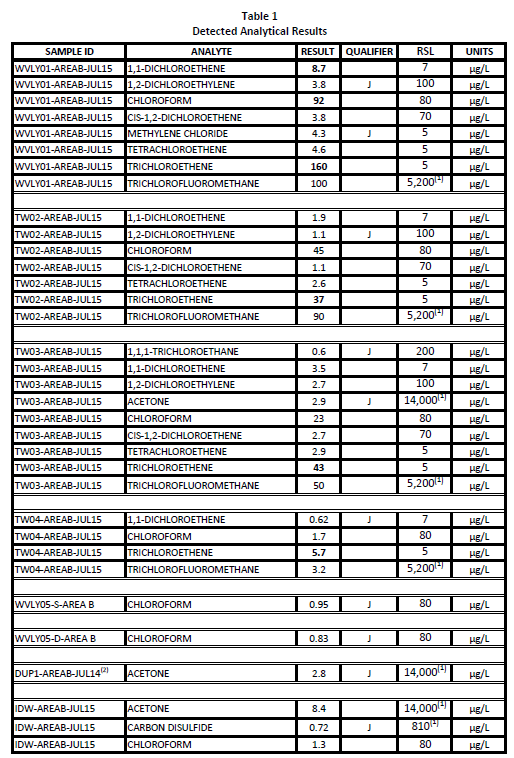 Table 1
Detected Analytical Results
SAMPLE ID ANALYTE RESULT QUALIFIER RSL UNITS
WVLY01-AREAB-JUL15 1,1-DICHLOROETHENE 8.7 7 µg/L
WVLY01-AREAB-JUL15 1,2-DICHLOROETHYLENE 3.8 J 100 µg/L
WVLY01-AREAB-JUL15 CHLOROFORM 92 80 µg/L
WVLY01-AREAB-JUL15 CIS-1,2-DICHLOROETHENE 3.8 70 µg/L
WVLY01-AREAB-JUL15 METHYLENE CHLORIDE 4.3 J 5 µg/L
WVLY01-AREAB-JUL15 TETRACHLOROETHENE 4.6 5 µg/L
WVLY01-AREAB-JUL15 TRICHLOROETHENE 160 5 µg/L
WVLY01-AREAB-JUL15 TRICHLOROFLUOROMETHANE 100 5,200(1) µg/L
TW02-AREAB-JUL15 1,1-DICHLOROETHENE 1.9 7 µg/L
TW02-AREAB-JUL15 1,2-DICHLOROETHYLENE 1.1 J 100 µg/L
TW02-AREAB-JUL15 CHLOROFORM 45 80 µg/L
TW02-AREAB-JUL15 CIS-1,2-DICHLOROETHENE 1.1 70 µg/L
TW02-AREAB-JUL15 TETRACHLOROETHENE 2.6 5 µg/L
TW02-AREAB-JUL15 TRICHLOROETHENE 37 5 µg/L
TW02-AREAB-JUL15 TRICHLOROFLUOROMETHANE 90 5,200(1) µg/L
TW03-AREAB-JUL15 1,1,1-TRICHLOROETHANE 0.6 J 200 µg/L
TW03-AREAB-JUL15 1,1-DICHLOROETHENE 3.5 7 µg/L
TW03-AREAB-JUL15 1,2-DICHLOROETHYLENE 2.7 100 µg/L
TW03-AREAB-JUL15 ACETONE 2.9 J 14,000(1) µg/L
TW03-AREAB-JUL15 CHLOROFORM 23 80 µg/L
TW03-AREAB-JUL15 CIS-1,2-DICHLOROETHENE 2.7 70 µg/L
TW03-AREAB-JUL15 TETRACHLOROETHENE 2.9 5 µg/L
TW03-AREAB-JUL15 TRICHLOROETHENE 43 5 µg/L
TW03-AREAB-JUL15 TRICHLOROFLUOROMETHANE 50 5,200(1) µg/L
TW04-AREAB-JUL15 1,1-DICHLOROETHENE 0.62 J 7 µg/L
TW04-AREAB-JUL15 CHLOROFORM 1.7 80 µg/L
TW04-AREAB-JUL15 TRICHLOROETHENE 5.7 5 µg/L
TW04-AREAB-JUL15 TRICHLOROFLUOROMETHANE 3.2 5,200(1) µg/L
WVLY05-S-AREA B CHLOROFORM 0.95 J 80 µg/L
WVLY05-D-AREA B CHLOROFORM 0.83 J 80 µg/L
DUP1-AREAB-JUL14(2) ACETONE 2.8 J 14,000(1) µg/L
IDW-AREAB-JUL15 ACETONE 8.4 14,000(1) µg/L
IDW-AREAB-JUL15 CARBON DISULFIDE 0.72 J 810(1) µg/L
IDW-AREAB-JUL15 CHLOROFORM 1.3 80 µg/L